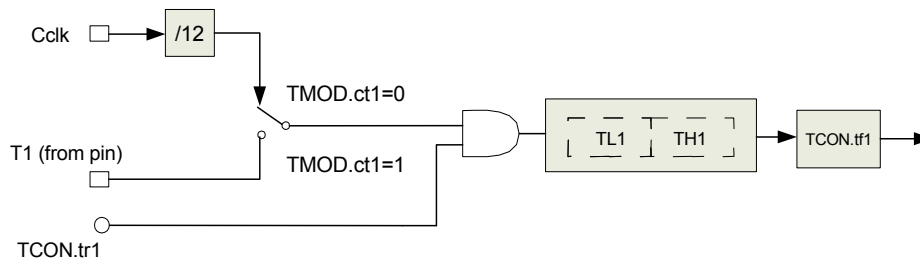 Cclk
/12
TMOD.ct1=0
T1 (from pin)
TMOD.ct1=1
TL1
TH1
TCON.tf1
TCON.tr1